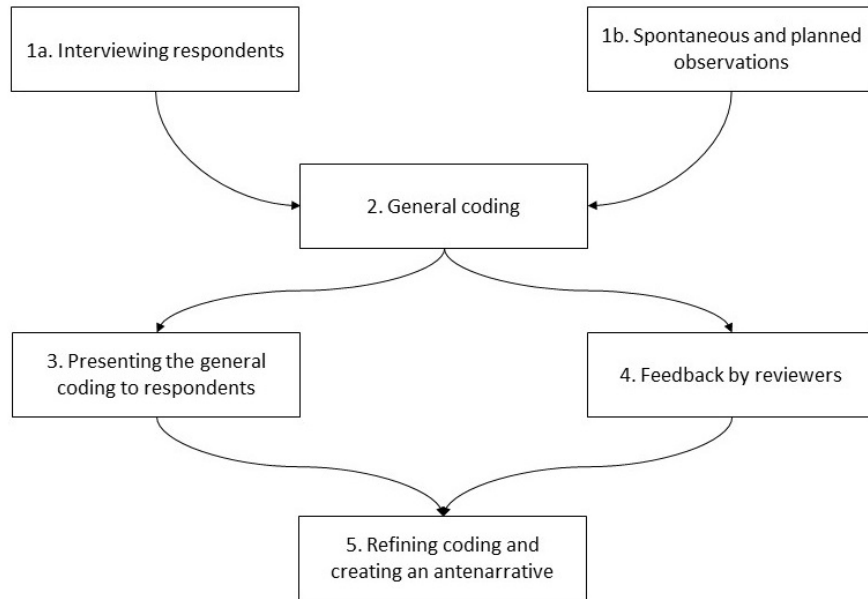 1a. Interviewing respondents
1b. Spontaneous and planned
observations
2. General coding
3. Presenting the general
coding to respondents
4. Feedback by reviewers
5. Refining coding and
creating an antenarrative